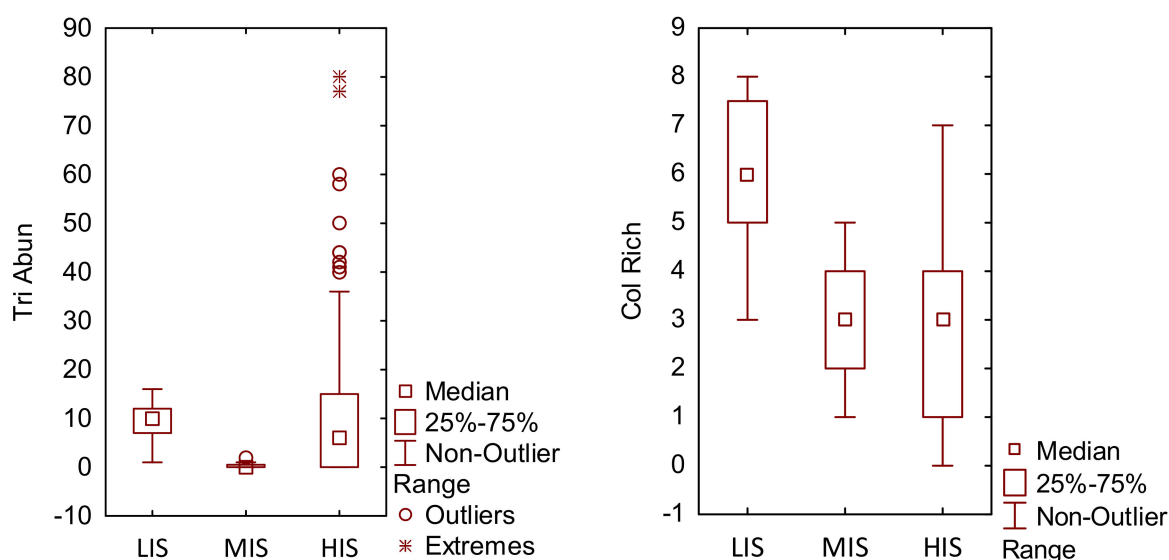 Tri Abun
90
80
70
60
50
40
30
20
10
0
-10
LIS MIS HIS
Median
25%-75%
Non-Outlier
Range
Outliers
Extremes
Col Rich
9
8
7
6
5
4
3
2
1
0
-1
LIS MIS HIS
Median
25%-75%
Non-Outlier
Range